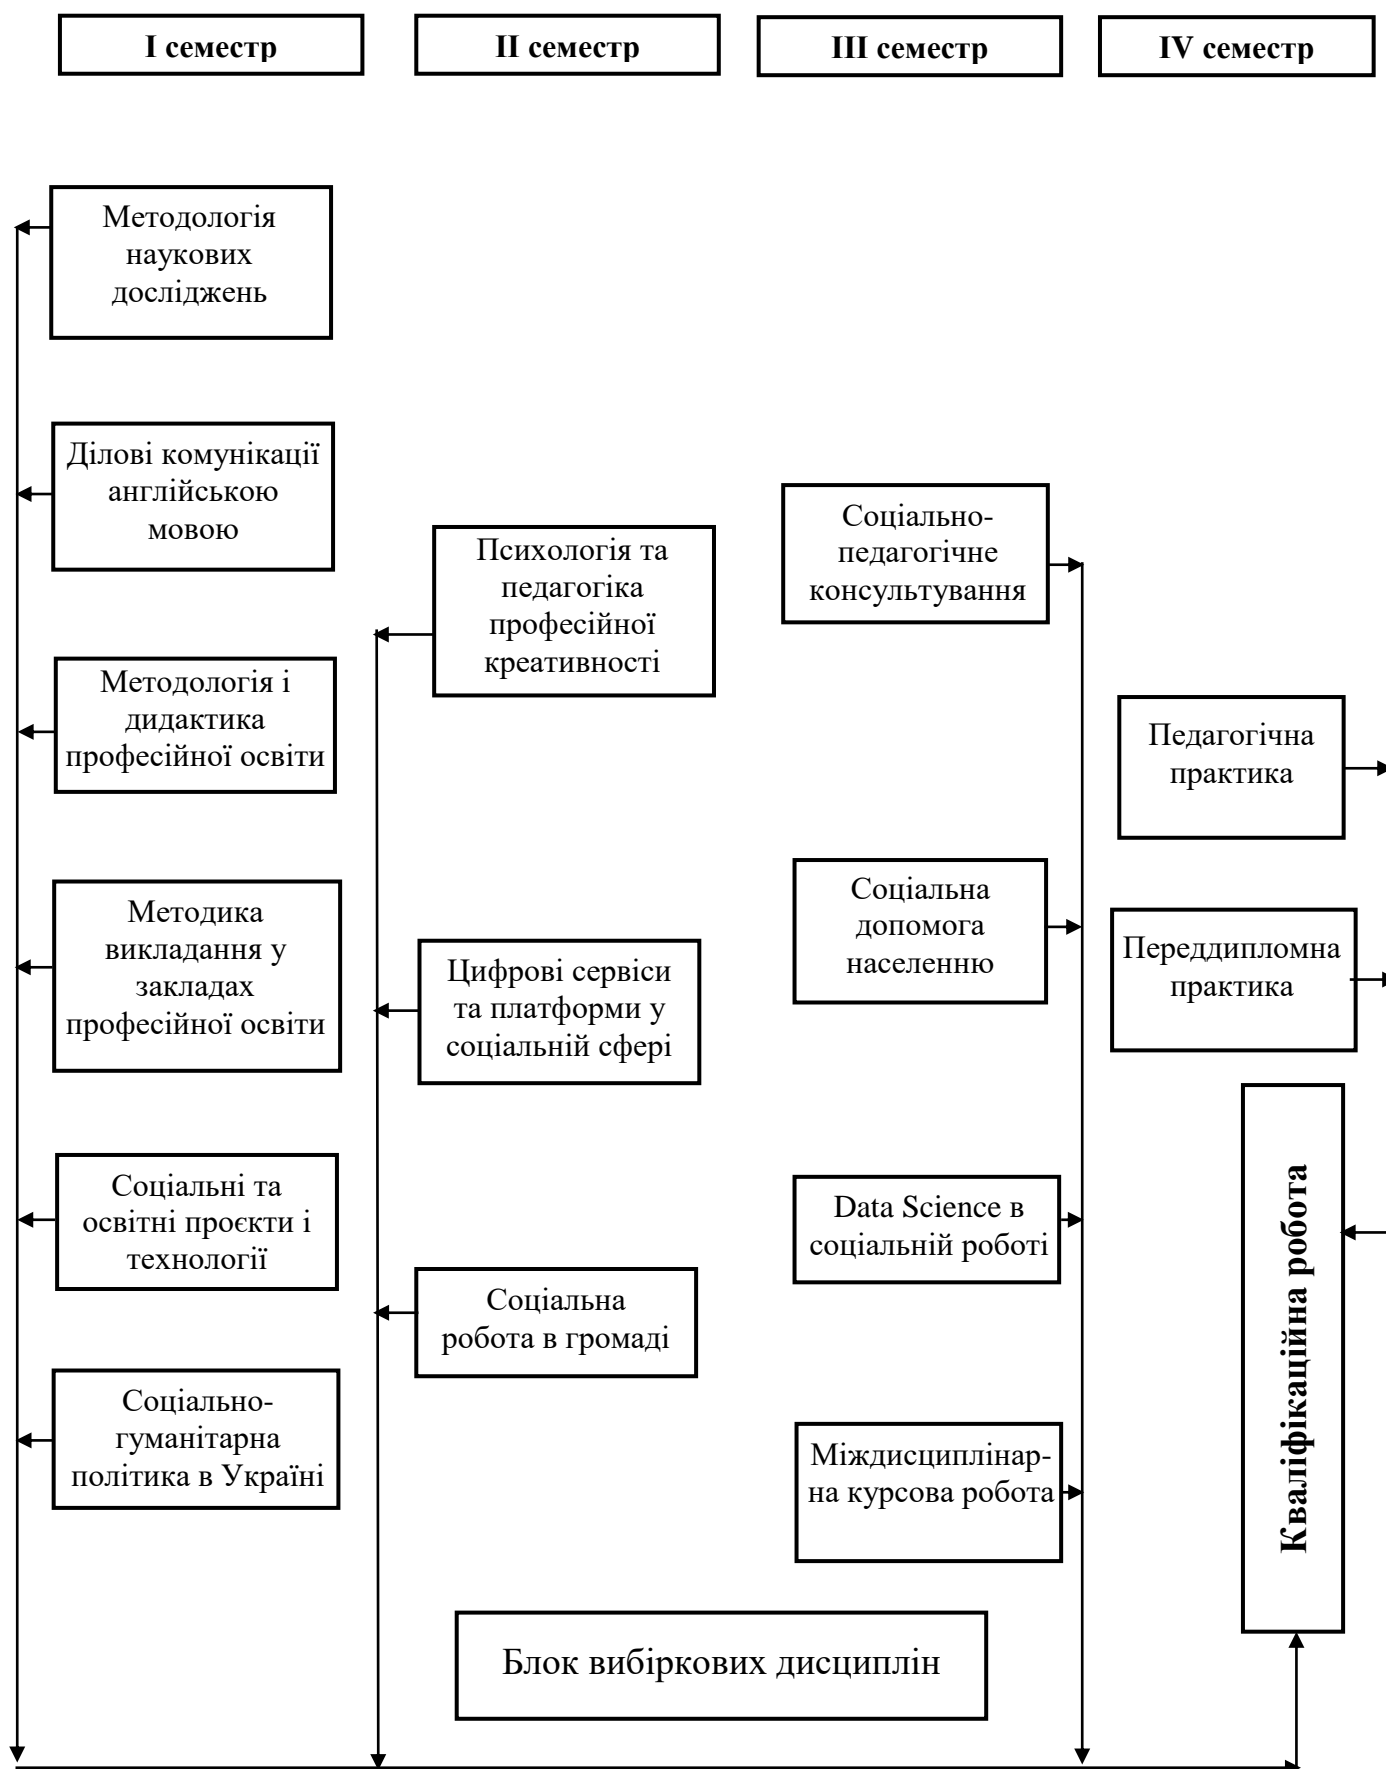 І семестр
ІІ семестр
ІІІ семестр
ІV семестр
Методологія
наукових
досліджень
Ділові комунікації
англійською
мовою
Методологія і
дидактика
професійної освіти
Методика
викладання у
закладах
професійної освіти
Соціальні та
освітні проєкти і
технології
Соціально-
гуманітарна
політика в Україні
Психологія та
педагогіка
професійної
креативності
Цифрові сервіси
та платформи у
соціальній сфері
Соціальна
робота в громаді
Соціально-
педагогічне
консультування
Соціальна
допомога
населенню
Data Science в
соціальній роботі
Міждисциплінар-
на курсова робота
Педагогічна
практика
Переддипломна
практика
Кваліфікаційна робота
Блок вибіркових дисциплін